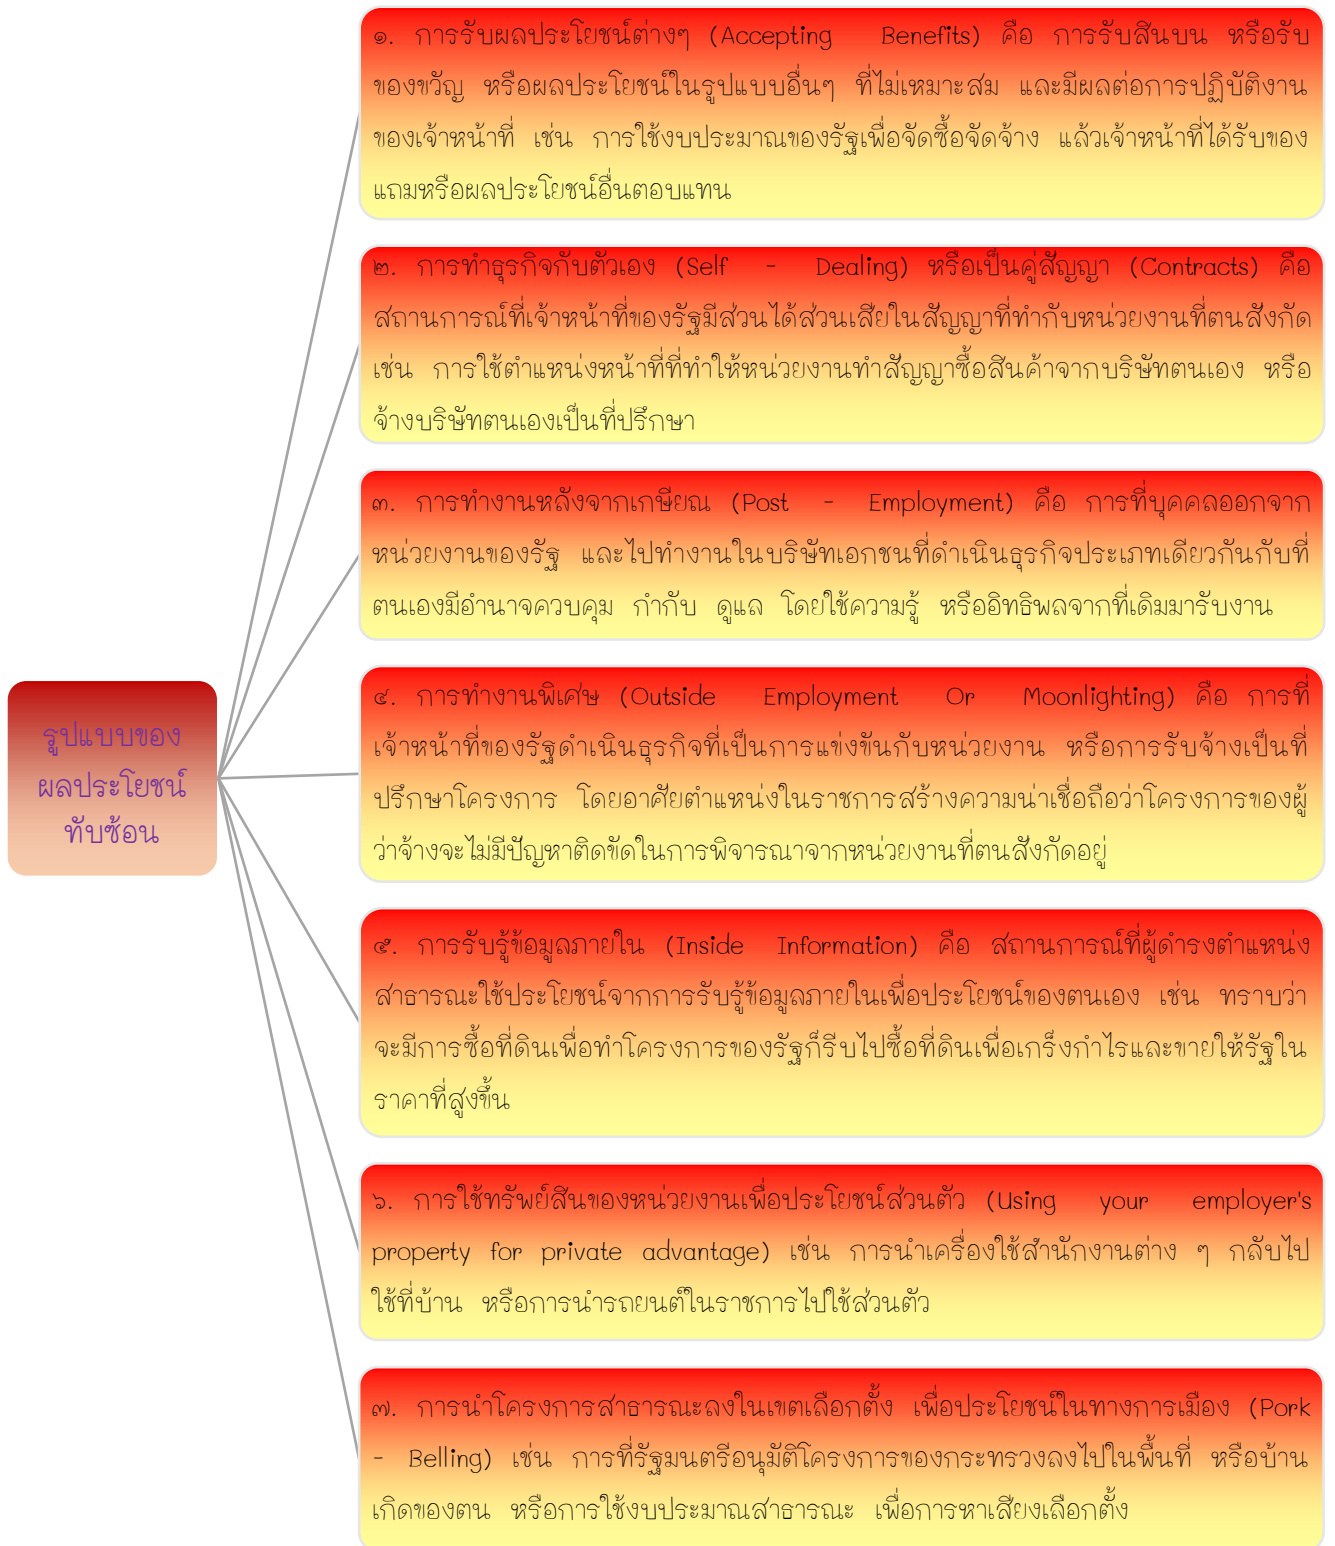 รูปแบบของ
ผลประโยชน์
ทับซ้อน
๑. การรับผลประโยชน์ต่างๆ (Accepting Benefits) คือ การรับสินบน หรือรับ
ของขวัญ หรือผลประโยชน์ในรูปแบบอื่นๆ ที่ไม่เหมาะสม และมีผลต่อการปฏิบัติงาน
ของเจ้าหน้าที่ เช่น การใช้งบประมาณของรัฐเพื่อจัดซื้อจัดจ้าง แล้วเจ้าหน้าที่ได้รับของ
แถมหรือผลประโยชน์อื่นตอบแทน
๒. การทำธุรกิจกับตัวเอง (Self - Dealing) หรือเป็นคู่สัญญา (Contracts) คือ
สถานการณ์ที่เจ้าหน้าที่ของรัฐมีส่วนได้ส่วนเสียในสัญญาที่ทำกับหน่วยงานที่ตนสังกัด
เช่น การใช้ตำแหน่งหน้าที่ที่ทำให้หน่วยงานทำสัญญาซื้อสินค้าจากบริษัทตนเอง หรือ
จ้างบริษัทตนเองเป็นที่ปรึกษา
๓. การทำงานหลังจากเกษียณ (Post - Employment) คือ การที่บุคคลออกจาก
หน่วยงานของรัฐ และไปทำงานในบริษัทเอกชนที่ดำเนินธุรกิจประเภทเดียวกันกับที่
ตนเองมีอำนาจควบคุม กำกับ ดูแล โดยใช้ความรู้ หรืออิทธิพลจากที่เดิมมารับงาน
๔. การทำงานพิเศษ (Outside Employment Or Moonlighting) คือ การที่
เจ้าหน้าที่ของรัฐดำเนินธุรกิจที่เป็นการแข่งขันกับหน่วยงาน หรือการรับจ้างเป็นที่
ปรึกษาโครงการ โดยอาศัยตำแหน่งในราชการสร้างความน่าเชื่อถือว่าโครงการของผู้
ว่าจ้างจะไม่มีปัญหาติดขัดในการพิจารณาจากหน่วยงานที่ตนสังกัดอยู่
๕. การรับรู้ข้อมูลภายใน (Inside Information) คือ สถานการณ์ที่ผู้ดำรงตำแหน่ง
สาธารณะใช้ประโยชน์จากการรับรู้ข้อมูลภายในเพื่อประโยชน์ของตนเอง เช่น ทราบว่า
จะมีการซื้อที่ดินเพื่อทำโครงการของรัฐก็รีบไปซื้อที่ดินเพื่อเกร็งกำไรและขายให้รัฐใน
ราคาที่สูงขึ้น
๖. การใช้ทรัพย์สินของหน่วยงานเพื่อประโยชน์ส่วนตัว (Using your employer's
property for private advantage) เช่น การนำเครื่องใช้สำนักงานต่าง ๆ กลับไป
ใช้ที่บ้าน หรือการนำรถยนต์ในราชการไปใช้ส่วนตัว
๗. การนำโครงการสาธารณะลงในเขตเลือกตั้ง เพื่อประโยชน์ในทางการเมือง (Pork
- Belling) เช่น การที่รัฐมนตรีอนุมัติโครงการของกระทรวงลงไปในพื้นที่ หรือบ้าน
เกิดของตน หรือการใช้งบประมาณสาธารณะ เพื่อการหาเสียงเลือกตั้ง